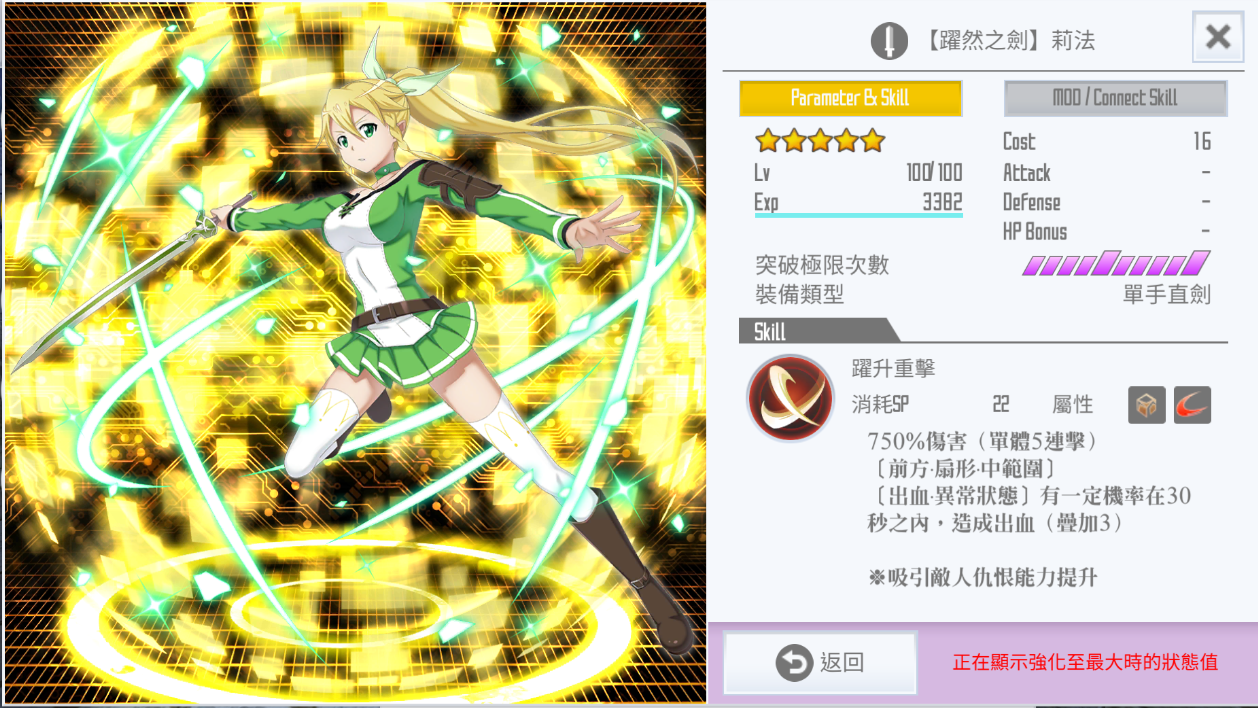 【躍然之劍】莉法
Parameter & Skill
MOD / Connect Skill
Lv 100/100
Exp 3382
Cost 16
Attack -
Defense -
HP Bonus -
突破極限次數
裝備類型 單手直劍
Skill
躍升重擊
消耗SP 22 屬性
750%傷害（單體5連擊）
〔前方·扇形·中範圍〕
〔出血·異常狀態〕有一定機率在30
秒之內，造成出血（疊加3）
※吸引敵人仇恨能力提升
返回
正在顯示強化至最大時的狀態值